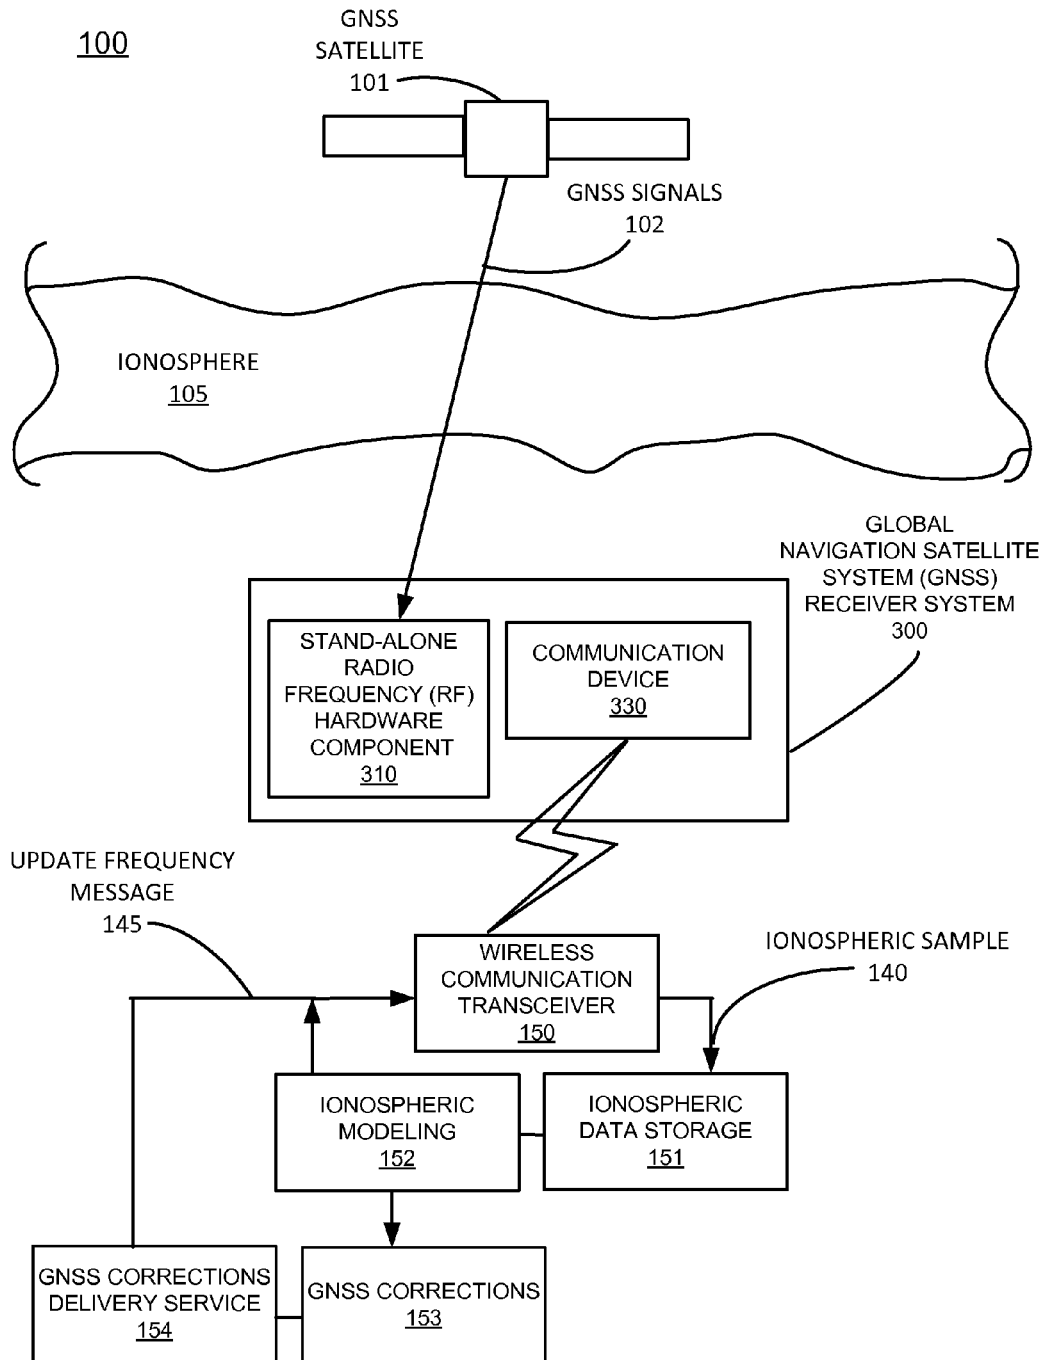 100
GNSS
SATELLITE
101
GNSS SIGNALS
102
IONOSPHERE
105
GLOBAL
NAVIGATION SATELLITE
SYSTEM (GNSS)
RECEIVER SYSTEM
300
STAND-ALONE
RADIO
FREQUENCY (RF)
HARDWARE
COMPONENT
310
COMMUNICATION
DEVICE
330
UPDATE FREQUENCY
MESSAGE
145
WIRELESS
COMMUNICATION
TRANSCEIVER
150
IONOSPHERIC SAMPLE
140
IONOSPHERIC
MODELING
152
IONOSPHERIC
DATA STORAGE
151
GNSS CORRECTIONS
DELIVERY SERVICE
154
GNSS CORRECTIONS
153